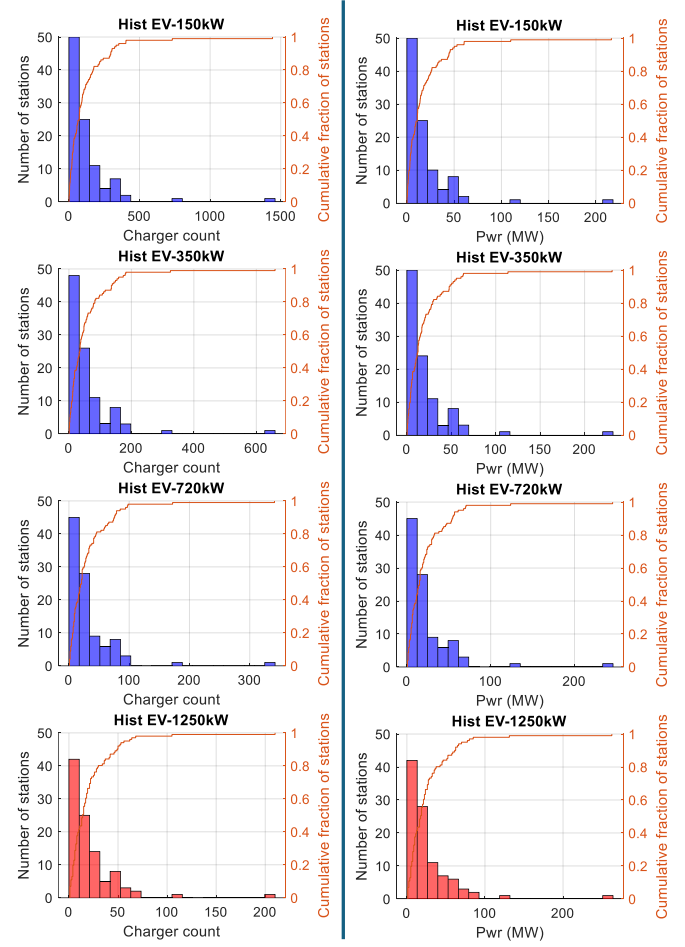 Hist EV-150kW
Number of stations
50
40
30
20
10
0
1
0.8
0.6
0.4
0.2
0
Cumulative fraction of stations
0 500 1000 1500
Charger count
Hist EV-150kW
Number of stations
50
40
30
20
10
0
1
0.8
0.6
0.4
0.2
0
Cumulative fraction of stations
0 50 100 150 200
Pwr (MW)
Hist EV-350kW
Number of stations
50
40
30
20
10
0
1
0.8
0.6
0.4
0.2
0
Cumulative fraction of stations
0 200 400 600
Charger count
Hist EV-350kW
Number of stations
50
40
30
20
10
0
1
0.8
0.6
0.4
0.2
0
Cumulative fraction of stations
0 50 100 150 200
Pwr (MW)
Hist EV-720kW
Number of stations
50
40
30
20
10
0
1
0.8
0.6
0.4
0.2
0
Cumulative fraction of stations
0 100 200 300
Charger count
Hist EV-720kW
Number of stations
50
40
30
20
10
0
1
0.8
0.6
0.4
0.2
0
Cumulative fraction of stations
0 100 200
Pwr (MW)
Hist EV-1250kW
Number of stations
50
40
30
20
10
0
1
0.8
0.6
0.4
0.2
0
Cumulative fraction of stations
0 50 100 150 200
Charger count
Hist EV-1250kW
Number of stations
50
40
30
20
10
0
1
0.8
0.6
0.4
0.2
0
Cumulative fraction of stations
0 100 200
Pwr (MW)